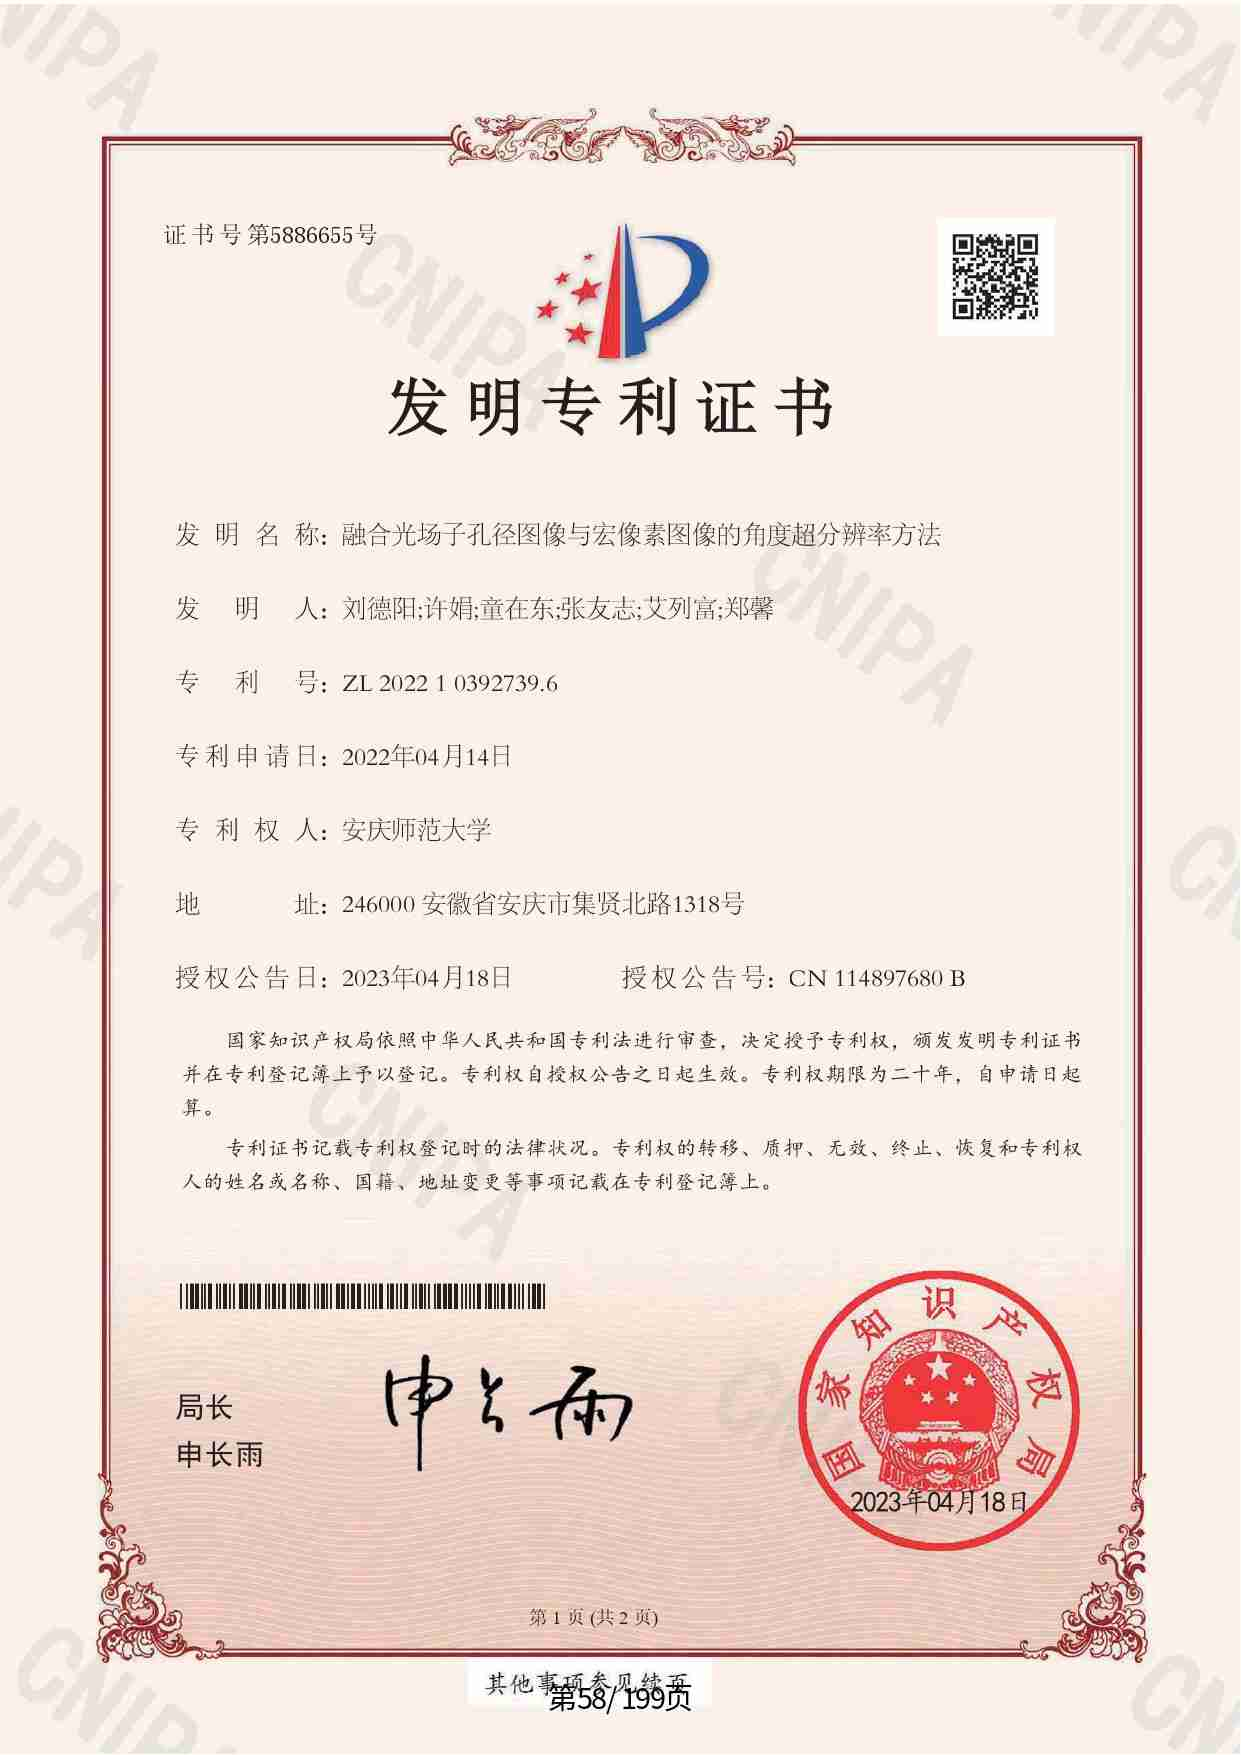 证书号第5886655号
发明专利证书
发明名称：融合光场子孔径图像与宏像素图像的角度超分辨率方法
发明人：刘德阳;许娟;童在东;张友志;艾列富;郑馨
专利号：ZL 2022 1 0392739.6
专利申请日：2022年04月14日
专利权人：安庆师范大学
地址：246000 安徽省安庆市集贤北路1318号
授权公告日：2023年04月18日 授权公告号：CN 114897680 B
国家知识产权局依照中华人民共和国专利法进行审查，决定授予专利权，颁发发明专利证书
并在专利登记簿上予以登记。专利权自授权公告之日起生效。专利权期限为二十年，自申请日起
算。
专利证书记载专利权登记时的法律状况。专利权的转移、质押、无效、终止、恢复和专利权
人的姓名或名称、国籍、地址变更等事项记载在专利登记簿上。
局长
申长雨
申长雨
国家知识产权局
2023年04月18日
第 1 页 (共 2 页)
其他事项参见续页
第58/ 199页
CNIPA
CNIPA
CNIPA
CNIPA
CNIPA
CNIPA
CNIPA